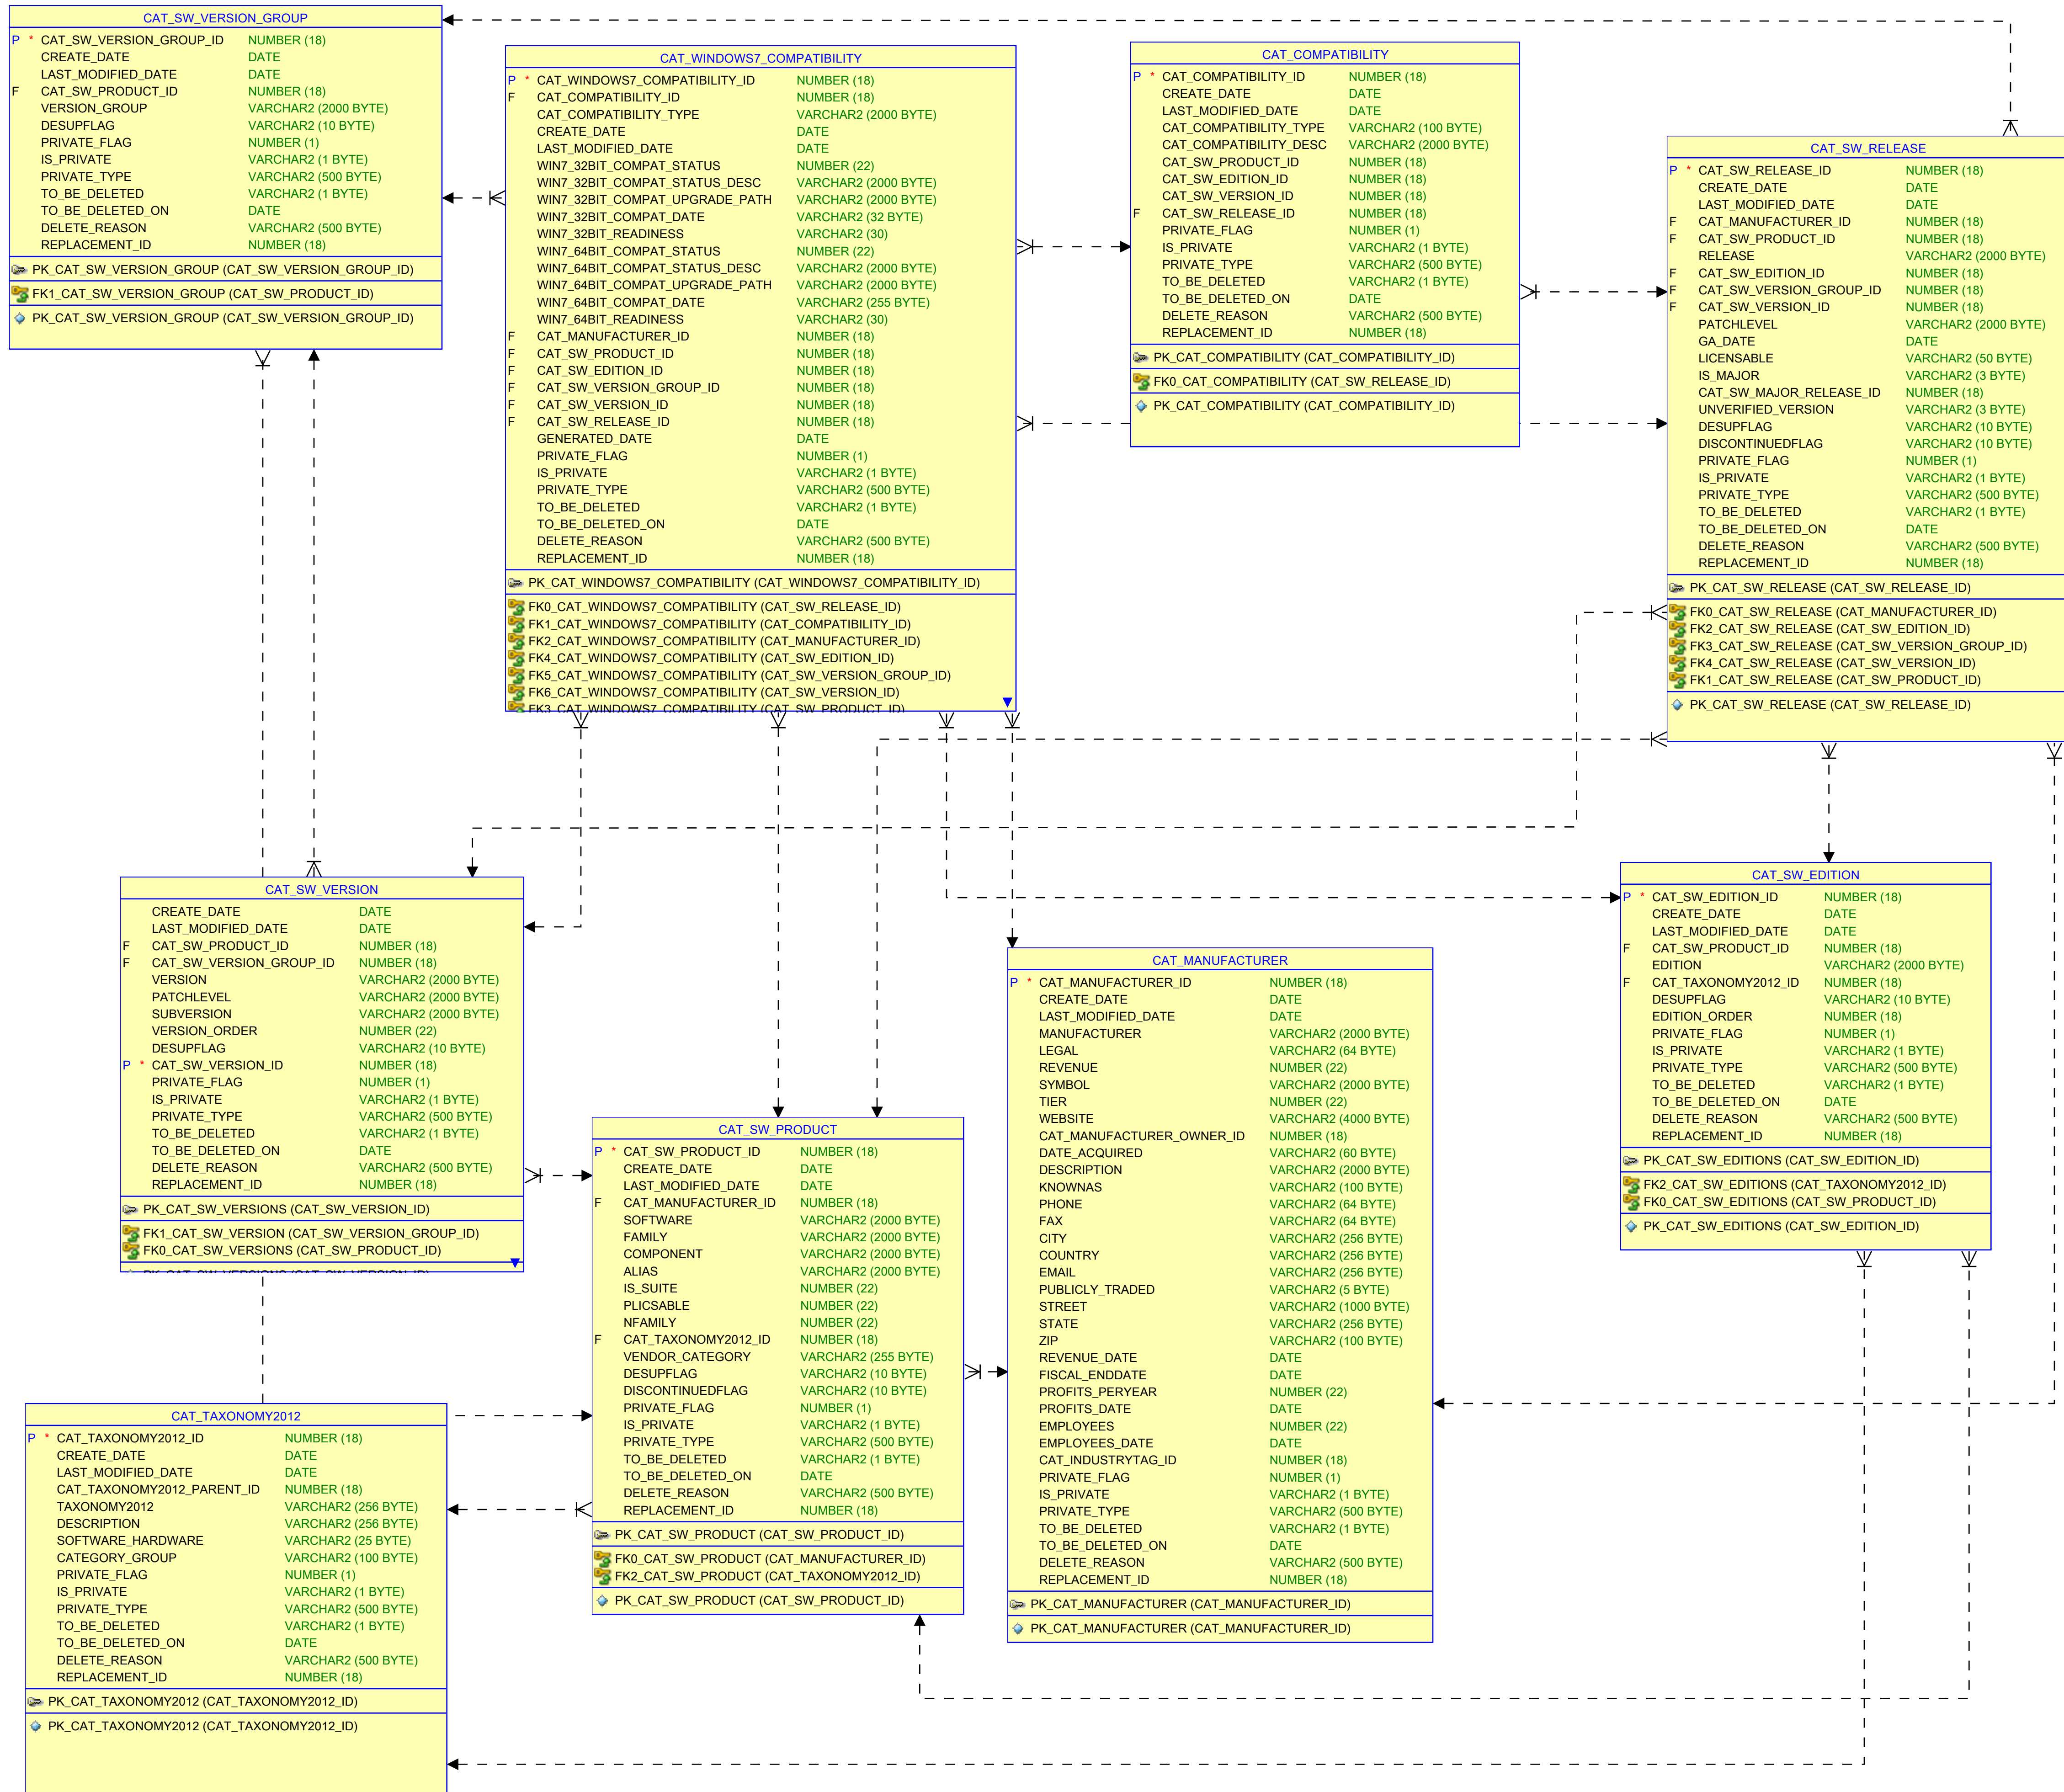 CAT_SW_VERSION_GROUP
P * CAT_SW_VERSION_GROUP_ID NUMBER (18)
CREATE_DATE DATE
LAST_MODIFIED_DATE DATE
F CAT_SW_PRODUCT_ID NUMBER (18)
VERSION_GROUP VARCHAR2 (2000 BYTE)
DESUPFLAG VARCHAR2 (10 BYTE)
PRIVATE_FLAG NUMBER (1)
IS_PRIVATE VARCHAR2 (1 BYTE)
PRIVATE_TYPE VARCHAR2 (500 BYTE)
TO_BE_DELETED VARCHAR2 (1 BYTE)
TO_BE_DELETED_ON DATE
DELETE_REASON VARCHAR2 (500 BYTE)
REPLACEMENT_ID NUMBER (18)
PK_CAT_SW_VERSION_GROUP (CAT_SW_VERSION_GROUP_ID)
FK1_CAT_SW_VERSION_GROUP (CAT_SW_PRODUCT_ID)
PK_CAT_SW_VERSION_GROUP (CAT_SW_VERSION_GROUP_ID)
CAT_WINDOWS7_COMPATIBILITY
P * CAT_WINDOWS7_COMPATIBILITY_ID NUMBER (18)
F CAT_COMPATIBILITY_ID NUMBER (18)
CAT_COMPATIBILITY_TYPE VARCHAR2 (2000 BYTE)
CREATE_DATE DATE
LAST_MODIFIED_DATE DATE
WIN7_32BIT_COMPAT_STATUS NUMBER (22)
WIN7_32BIT_COMPAT_STATUS_DESC VARCHAR2 (2000 BYTE)
WIN7_32BIT_COMPAT_UPGRADE_PATH VARCHAR2 (2000 BYTE)
WIN7_32BIT_COMPAT_DATE VARCHAR2 (32 BYTE)
WIN7_32BIT_READINESS VARCHAR2 (30)
WIN7_64BIT_COMPAT_STATUS NUMBER (22)
WIN7_64BIT_COMPAT_STATUS_DESC VARCHAR2 (2000 BYTE)
WIN7_64BIT_COMPAT_UPGRADE_PATH VARCHAR2 (2000 BYTE)
WIN7_64BIT_COMPAT_DATE VARCHAR2 (255 BYTE)
WIN7_64BIT_READINESS VARCHAR2 (30)
F CAT_MANUFACTURER_ID NUMBER (18)
F CAT_SW_PRODUCT_ID NUMBER (18)
F CAT_SW_EDITION_ID NUMBER (18)
F CAT_SW_VERSION_GROUP_ID NUMBER (18)
F CAT_SW_VERSION_ID NUMBER (18)
F CAT_SW_RELEASE_ID NUMBER (18)
GENERATED_DATE DATE
PRIVATE_FLAG NUMBER (1)
IS_PRIVATE VARCHAR2 (1 BYTE)
PRIVATE_TYPE VARCHAR2 (500 BYTE)
TO_BE_DELETED VARCHAR2 (1 BYTE)
TO_BE_DELETED_ON DATE
DELETE_REASON VARCHAR2 (500 BYTE)
REPLACEMENT_ID NUMBER (18)
PK_CAT_WINDOWS7_COMPATIBILITY (CAT_WINDOWS7_COMPATIBILITY_ID)
FK0_CAT_WINDOWS7_COMPATIBILITY (CAT_SW_RELEASE_ID)
FK1_CAT_WINDOWS7_COMPATIBILITY (CAT_COMPATIBILITY_ID)
FK2_CAT_WINDOWS7_COMPATIBILITY (CAT_MANUFACTURER_ID)
FK4_CAT_WINDOWS7_COMPATIBILITY (CAT_SW_EDITION_ID)
FK5_CAT_WINDOWS7_COMPATIBILITY (CAT_SW_VERSION_GROUP_ID)
FK6_CAT_WINDOWS7_COMPATIBILITY (CAT_SW_VERSION_ID)
FK3_CAT_WINDOWS7_COMPATIBILITY (CAT_SW_PRODUCT_ID)
CAT_COMPATIBILITY
P * CAT_COMPATIBILITY_ID NUMBER (18)
CREATE_DATE DATE
LAST_MODIFIED_DATE DATE
CAT_COMPATIBILITY_TYPE VARCHAR2 (100 BYTE)
CAT_COMPATIBILITY_DESC VARCHAR2 (2000 BYTE)
CAT_SW_PRODUCT_ID NUMBER (18)
CAT_SW_EDITION_ID NUMBER (18)
CAT_SW_VERSION_ID NUMBER (18)
F CAT_SW_RELEASE_ID NUMBER (18)
PRIVATE_FLAG NUMBER (1)
IS_PRIVATE VARCHAR2 (1 BYTE)
PRIVATE_TYPE VARCHAR2 (500 BYTE)
TO_BE_DELETED VARCHAR2 (1 BYTE)
TO_BE_DELETED_ON DATE
DELETE_REASON VARCHAR2 (500 BYTE)
REPLACEMENT_ID NUMBER (18)
PK_CAT_COMPATIBILITY (CAT_COMPATIBILITY_ID)
FK0_CAT_COMPATIBILITY (CAT_SW_RELEASE_ID)
PK_CAT_COMPATIBILITY (CAT_COMPATIBILITY_ID)
CAT_SW_RELEASE
P * CAT_SW_RELEASE_ID NUMBER (18)
CREATE_DATE DATE
LAST_MODIFIED_DATE DATE
F CAT_MANUFACTURER_ID NUMBER (18)
F CAT_SW_PRODUCT_ID NUMBER (18)
RELEASE VARCHAR2 (2000 BYTE)
F CAT_SW_EDITION_ID NUMBER (18)
F CAT_SW_VERSION_GROUP_ID NUMBER (18)
F CAT_SW_VERSION_ID NUMBER (18)
PATCHLEVEL VARCHAR2 (2000 BYTE)
GA_DATE DATE
LICENSABLE VARCHAR2 (50 BYTE)
IS_MAJOR VARCHAR2 (3 BYTE)
CAT_SW_MAJOR_RELEASE_ID NUMBER (18)
UNVERIFIED_VERSION VARCHAR2 (3 BYTE)
DESUPFLAG VARCHAR2 (10 BYTE)
DISCONTINUEDFLAG VARCHAR2 (10 BYTE)
PRIVATE_FLAG NUMBER (1)
IS_PRIVATE VARCHAR2 (1 BYTE)
PRIVATE_TYPE VARCHAR2 (500 BYTE)
TO_BE_DELETED VARCHAR2 (1 BYTE)
TO_BE_DELETED_ON DATE
DELETE_REASON VARCHAR2 (500 BYTE)
REPLACEMENT_ID NUMBER (18)
PK_CAT_SW_RELEASE (CAT_SW_RELEASE_ID)
FK0_CAT_SW_RELEASE (CAT_MANUFACTURER_ID)
FK2_CAT_SW_RELEASE (CAT_SW_EDITION_ID)
FK3_CAT_SW_RELEASE (CAT_SW_VERSION_GROUP_ID)
FK4_CAT_SW_RELEASE (CAT_SW_VERSION_ID)
FK1_CAT_SW_RELEASE (CAT_SW_PRODUCT_ID)
PK_CAT_SW_RELEASE (CAT_SW_RELEASE_ID)
CAT_SW_VERSION
CREATE_DATE DATE
LAST_MODIFIED_DATE DATE
F CAT_SW_PRODUCT_ID NUMBER (18)
F CAT_SW_VERSION_GROUP_ID NUMBER (18)
VERSION VARCHAR2 (2000 BYTE)
PATCHLEVEL VARCHAR2 (2000 BYTE)
SUBVERSION VARCHAR2 (2000 BYTE)
VERSION_ORDER NUMBER (22)
DESUPFLAG VARCHAR2 (10 BYTE)
P * CAT_SW_VERSION_ID NUMBER (18)
PRIVATE_FLAG NUMBER (1)
IS_PRIVATE VARCHAR2 (1 BYTE)
PRIVATE_TYPE VARCHAR2 (500 BYTE)
TO_BE_DELETED VARCHAR2 (1 BYTE)
TO_BE_DELETED_ON DATE
DELETE_REASON VARCHAR2 (500 BYTE)
REPLACEMENT_ID NUMBER (18)
PK_CAT_SW_VERSIONS (CAT_SW_VERSION_ID)
FK1_CAT_SW_VERSION (CAT_SW_VERSION_GROUP_ID)
FK0_CAT_SW_VERSIONS (CAT_SW_PRODUCT_ID)
PK_CAT_SW_VERSIONS (CAT_SW_VERSION_ID)
CAT_SW_EDITION
P * CAT_SW_EDITION_ID NUMBER (18)
CREATE_DATE DATE
LAST_MODIFIED_DATE DATE
F CAT_SW_PRODUCT_ID NUMBER (18)
EDITION VARCHAR2 (2000 BYTE)
F CAT_TAXONOMY2012_ID NUMBER (18)
DESUPFLAG VARCHAR2 (10 BYTE)
EDITION_ORDER NUMBER (18)
PRIVATE_FLAG NUMBER (1)
IS_PRIVATE VARCHAR2 (1 BYTE)
PRIVATE_TYPE VARCHAR2 (500 BYTE)
TO_BE_DELETED VARCHAR2 (1 BYTE)
TO_BE_DELETED_ON DATE
DELETE_REASON VARCHAR2 (500 BYTE)
REPLACEMENT_ID NUMBER (18)
PK_CAT_SW_EDITIONS (CAT_SW_EDITION_ID)
FK2_CAT_SW_EDITIONS (CAT_TAXONOMY2012_ID)
FK0_CAT_SW_EDITIONS (CAT_SW_PRODUCT_ID)
PK_CAT_SW_EDITIONS (CAT_SW_EDITION_ID)
CAT_MANUFACTURER
P * CAT_MANUFACTURER_ID NUMBER (18)
CREATE_DATE DATE
LAST_MODIFIED_DATE DATE
MANUFACTURER VARCHAR2 (2000 BYTE)
LEGAL VARCHAR2 (64 BYTE)
REVENUE NUMBER (22)
SYMBOL VARCHAR2 (2000 BYTE)
TIER NUMBER (22)
WEBSITE VARCHAR2 (4000 BYTE)
CAT_MANUFACTURER_OWNER_ID NUMBER (18)
DATE_ACQUIRED VARCHAR2 (60 BYTE)
DESCRIPTION VARCHAR2 (2000 BYTE)
KNOWNAS VARCHAR2 (100 BYTE)
PHONE VARCHAR2 (64 BYTE)
FAX VARCHAR2 (64 BYTE)
CITY VARCHAR2 (256 BYTE)
COUNTRY VARCHAR2 (256 BYTE)
EMAIL VARCHAR2 (256 BYTE)
PUBLICLY_TRADED VARCHAR2 (5 BYTE)
STREET VARCHAR2 (1000 BYTE)
STATE VARCHAR2 (256 BYTE)
ZIP VARCHAR2 (100 BYTE)
REVENUE_DATE DATE
FISCAL_ENDDATE DATE
PROFITS_PERYEAR NUMBER (22)
PROFITS_DATE DATE
EMPLOYEES NUMBER (22)
EMPLOYEES_DATE DATE
CAT_INDUSTRYTAG_ID NUMBER (18)
PRIVATE_FLAG NUMBER (1)
IS_PRIVATE VARCHAR2 (1 BYTE)
PRIVATE_TYPE VARCHAR2 (500 BYTE)
TO_BE_DELETED VARCHAR2 (1 BYTE)
TO_BE_DELETED_ON DATE
DELETE_REASON VARCHAR2 (500 BYTE)
REPLACEMENT_ID NUMBER (18)
PK_CAT_MANUFACTURER (CAT_MANUFACTURER_ID)
PK_CAT_MANUFACTURER (CAT_MANUFACTURER_ID)
CAT_SW_PRODUCT
P * CAT_SW_PRODUCT_ID NUMBER (18)
CREATE_DATE DATE
LAST_MODIFIED_DATE DATE
F CAT_MANUFACTURER_ID NUMBER (18)
SOFTWARE VARCHAR2 (2000 BYTE)
FAMILY VARCHAR2 (2000 BYTE)
COMPONENT VARCHAR2 (2000 BYTE)
ALIAS VARCHAR2 (2000 BYTE)
IS_SUITE NUMBER (22)
PLICSABLE NUMBER (22)
NFAMILY NUMBER (22)
F CAT_TAXONOMY2012_ID NUMBER (18)
VENDOR_CATEGORY VARCHAR2 (255 BYTE)
DESUPFLAG VARCHAR2 (10 BYTE)
DISCONTINUEDFLAG VARCHAR2 (10 BYTE)
PRIVATE_FLAG NUMBER (1)
IS_PRIVATE VARCHAR2 (1 BYTE)
PRIVATE_TYPE VARCHAR2 (500 BYTE)
TO_BE_DELETED VARCHAR2 (1 BYTE)
TO_BE_DELETED_ON DATE
DELETE_REASON VARCHAR2 (500 BYTE)
REPLACEMENT_ID NUMBER (18)
PK_CAT_SW_PRODUCT (CAT_SW_PRODUCT_ID)
FK0_CAT_SW_PRODUCT (CAT_MANUFACTURER_ID)
FK2_CAT_SW_PRODUCT (CAT_TAXONOMY2012_ID)
PK_CAT_SW_PRODUCT (CAT_SW_PRODUCT_ID)
CAT_TAXONOMY2012
P * CAT_TAXONOMY2012_ID NUMBER (18)
CREATE_DATE DATE
LAST_MODIFIED_DATE DATE
CAT_TAXONOMY2012_PARENT_ID NUMBER (18)
TAXONOMY2012 VARCHAR2 (256 BYTE)
DESCRIPTION VARCHAR2 (256 BYTE)
SOFTWARE_HARDWARE VARCHAR2 (25 BYTE)
CATEGORY_GROUP VARCHAR2 (100 BYTE)
PRIVATE_FLAG NUMBER (1)
IS_PRIVATE VARCHAR2 (1 BYTE)
PRIVATE_TYPE VARCHAR2 (500 BYTE)
TO_BE_DELETED VARCHAR2 (1 BYTE)
TO_BE_DELETED_ON DATE
DELETE_REASON VARCHAR2 (500 BYTE)
REPLACEMENT_ID NUMBER (18)
PK_CAT_TAXONOMY2012 (CAT_TAXONOMY2012_ID)
PK_CAT_TAXONOMY2012 (CAT_TAXONOMY2012_ID)